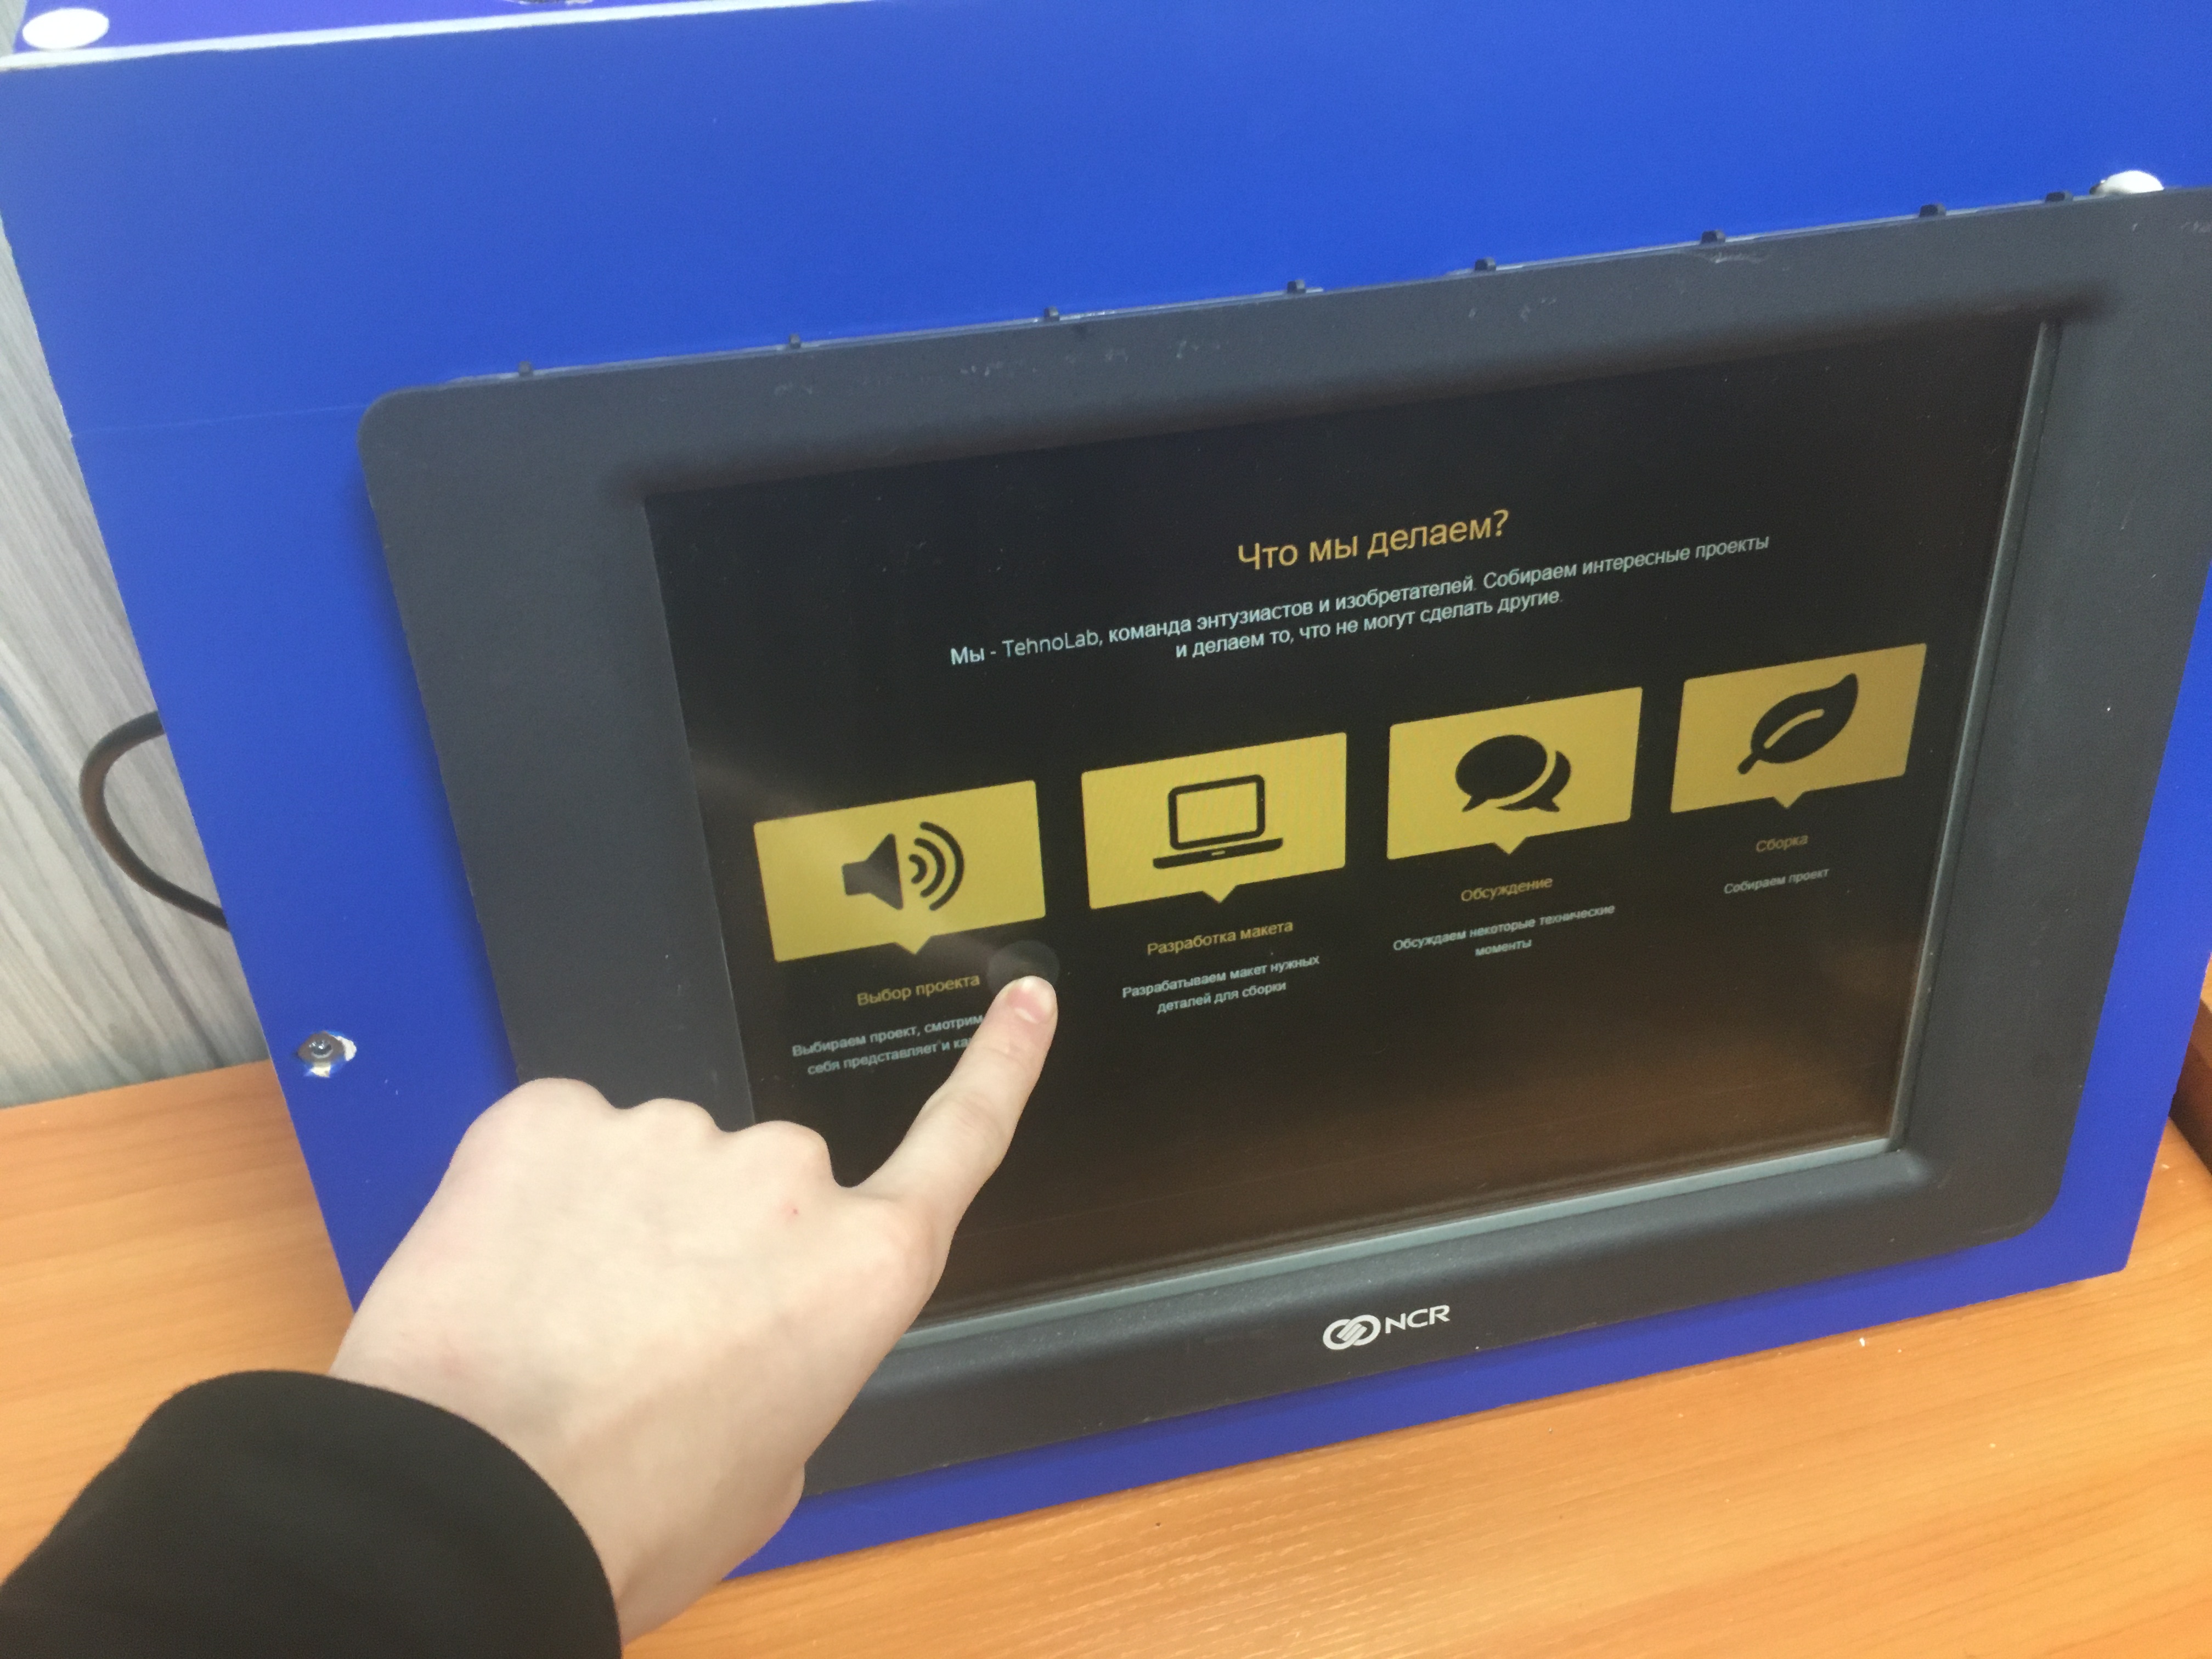 Что мы делаем?
Мы - TehnoLab, команда энтузиастов и изобретателей. Собираем интересные проекты
и делаем то, что не могут сделать другие.
Выбор проекта
Выбираем проект, смотрим
себя представляет и
Разработка макета
Разрабатываем макет нужных
деталей для сборки
Обсуждение
Обсуждаем некоторые технические
моменты
Сборка
Собираем проект
NCR